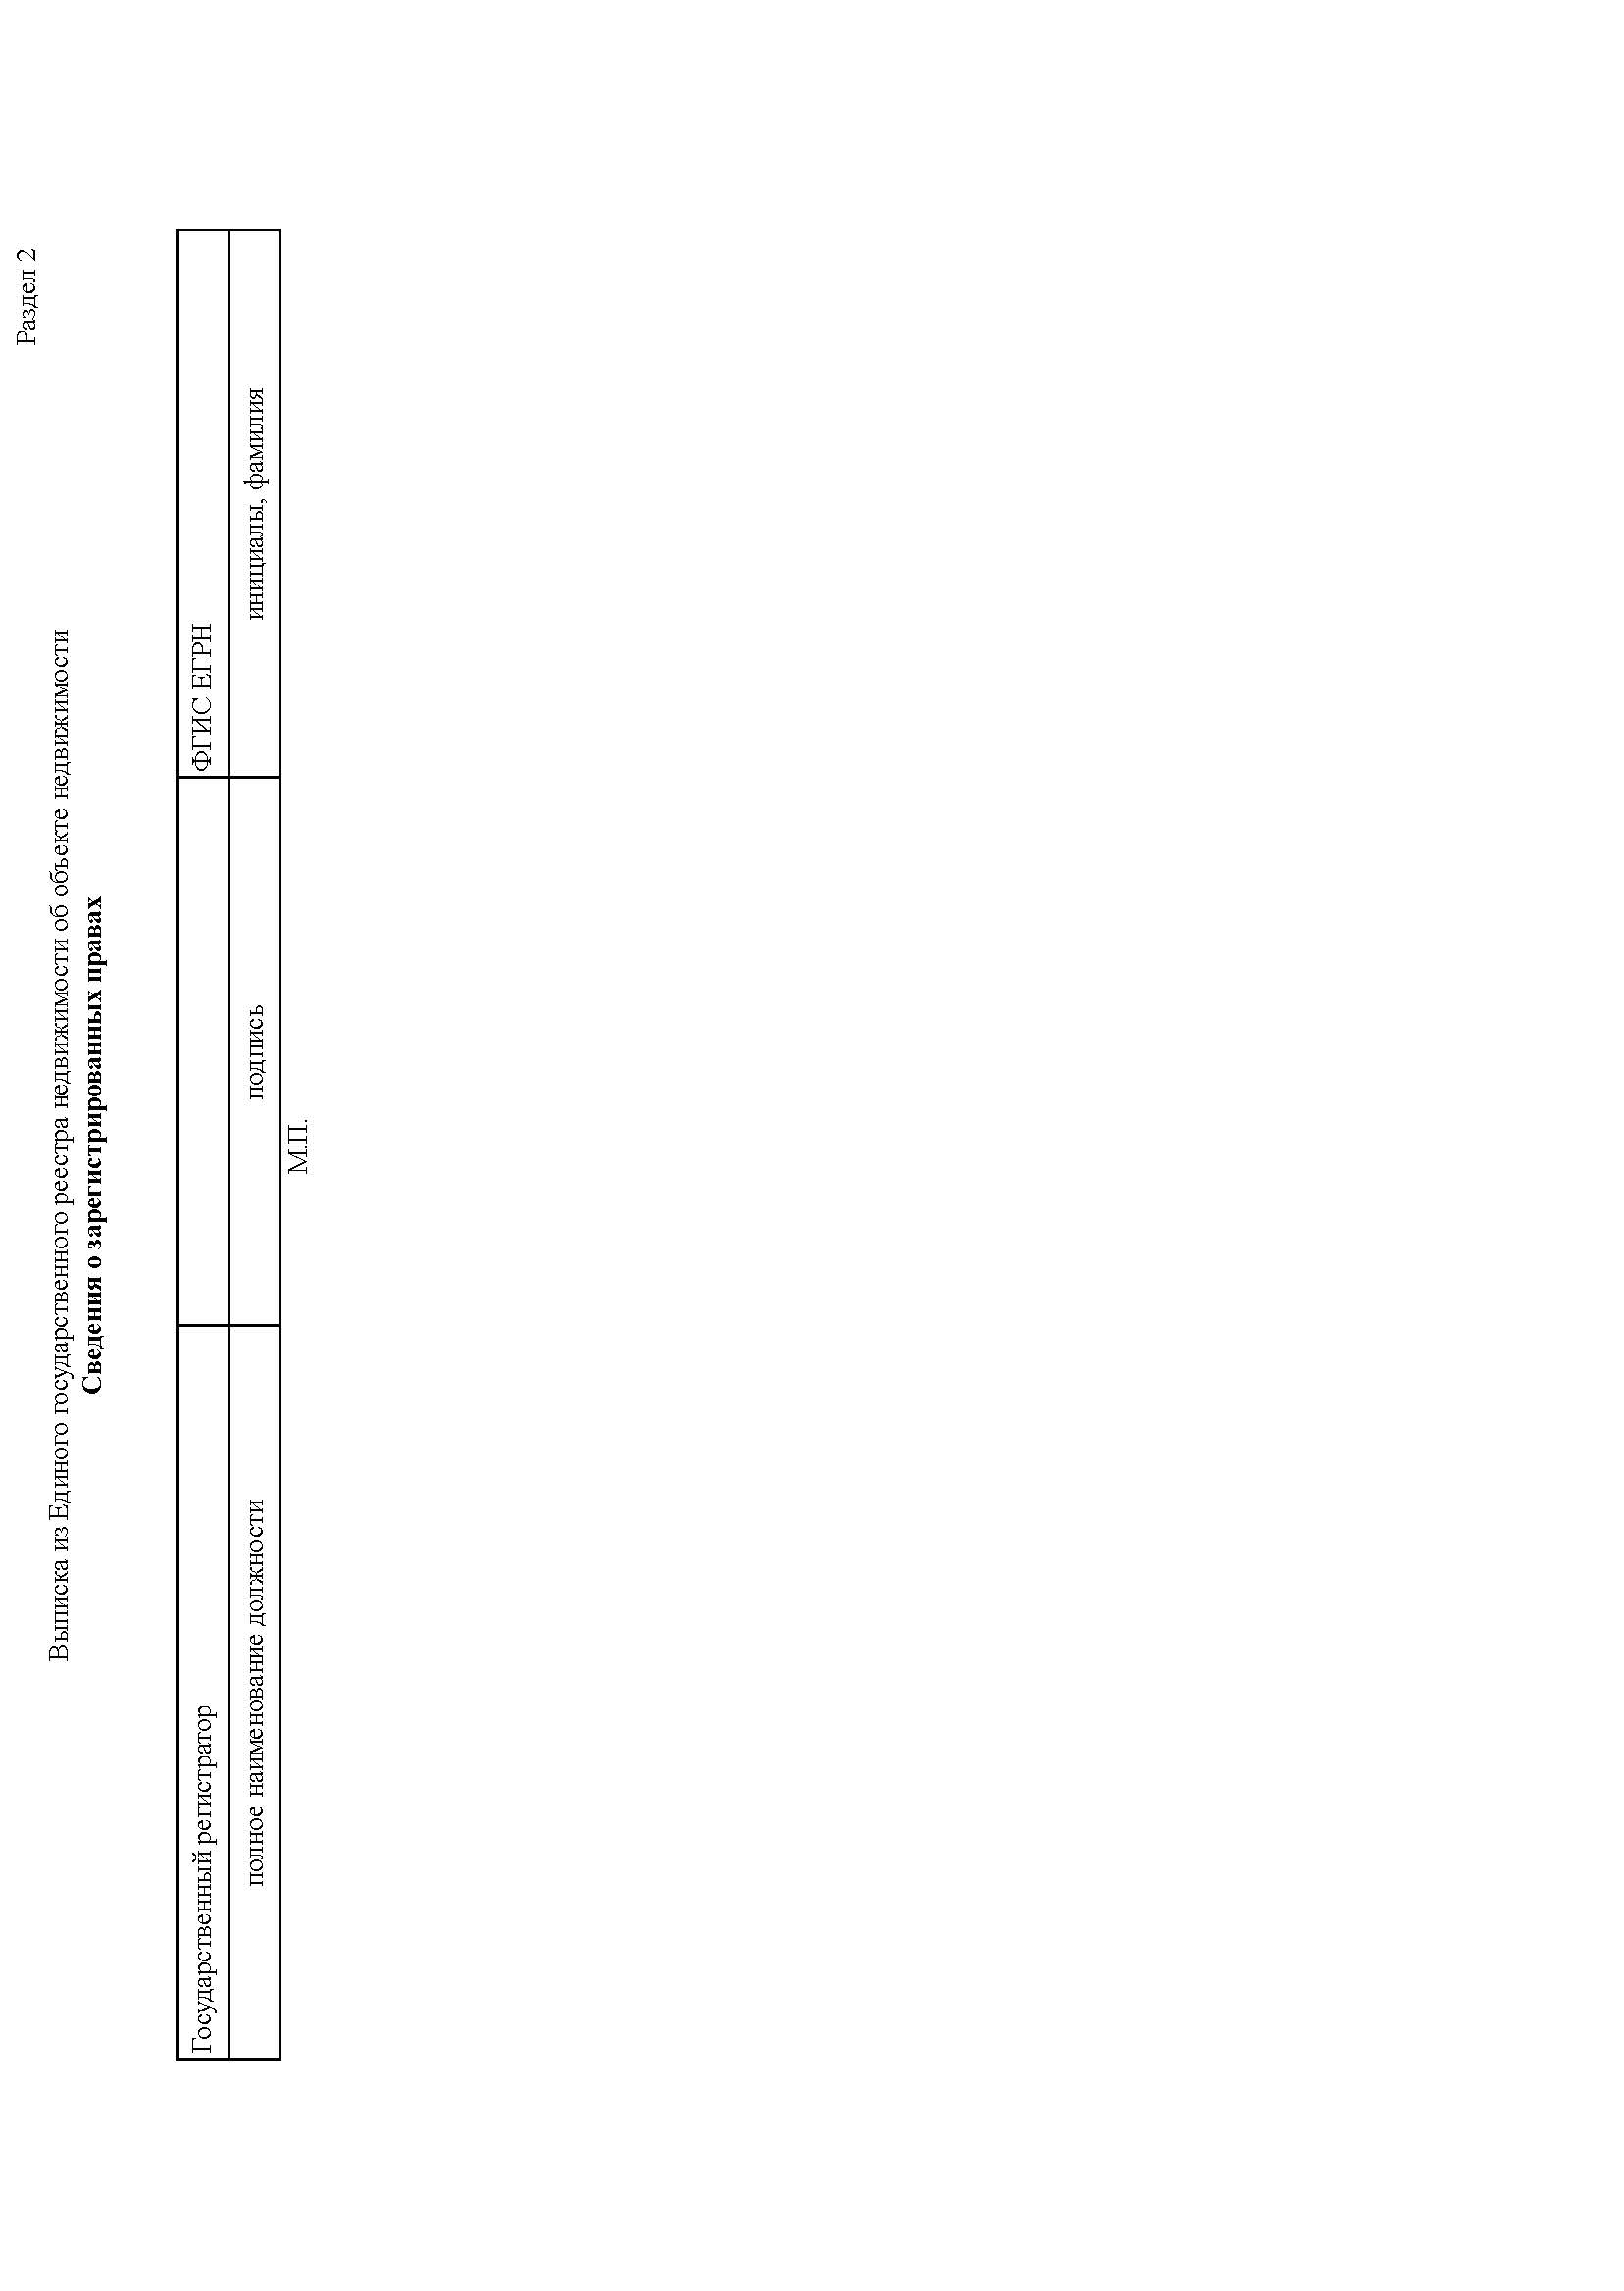 Раздел 2
Выписка из Единого государственного реестра недвижимости об объекте недвижимости
Сведения о зарегистрированных правах
Государственный регистратор ФГИС ЕГРН
полное наименование должности подпись инициалы, фамилия
М.П.